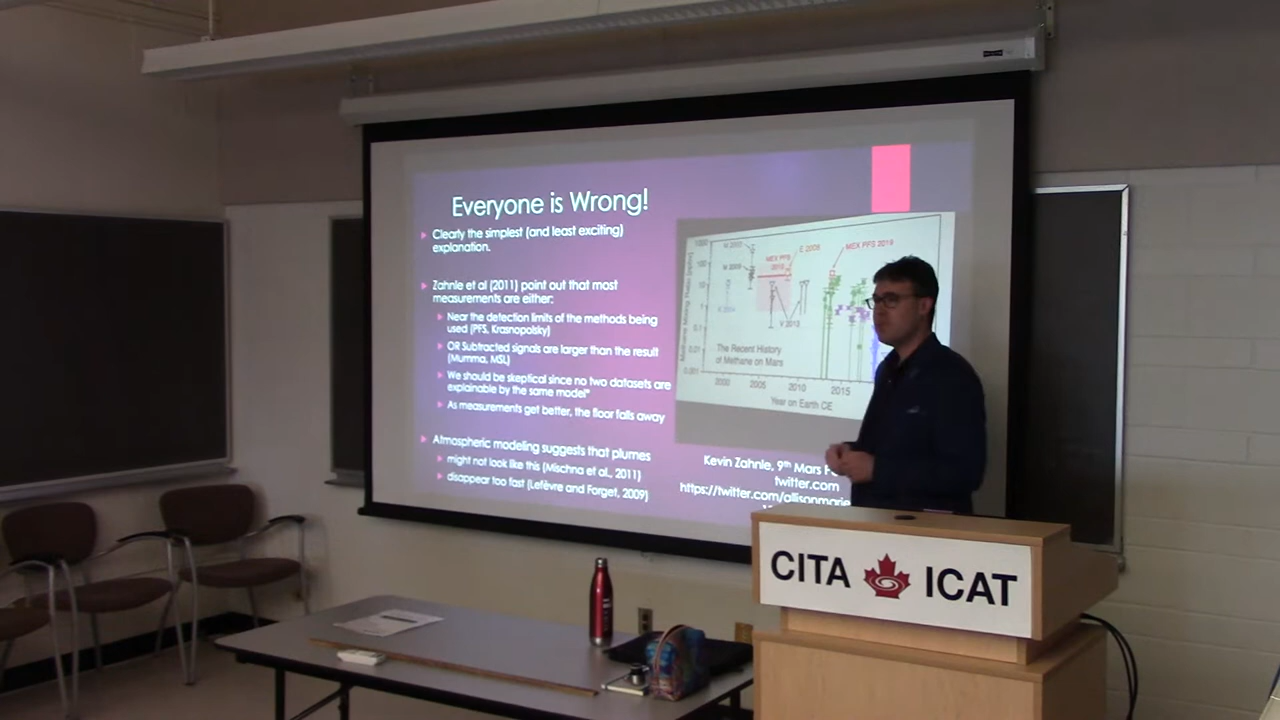 Everyone is Wrong!
Clearly the simplest (and least exciting)
explanation.
Zahnle et al (2011) point out that most
measurements are either:
Near the detection limits of the methods being
used (PFS, Krasnopolsky)
OR Subtracted signals are larger than the result
(Mumma, MSL)
We should be skeptical since no two datasets are
explainable by the same model*
As measurements get better, the floor falls away
Atmospheric modeling suggests that plumes
might not look like this (Mischna et al., 2011)
disappear too fast (Lefèvre and Forget, 2009)
MEX PFS 2019
MEX PFS
V 2013
The Recent History
of Methane on Mars
2000 2005 2010 2015
Year on Earth CE
Kevin Zahnle, 9th Mars
twitter.com
https://twitter.com/allisonmarie
CITA ICAT